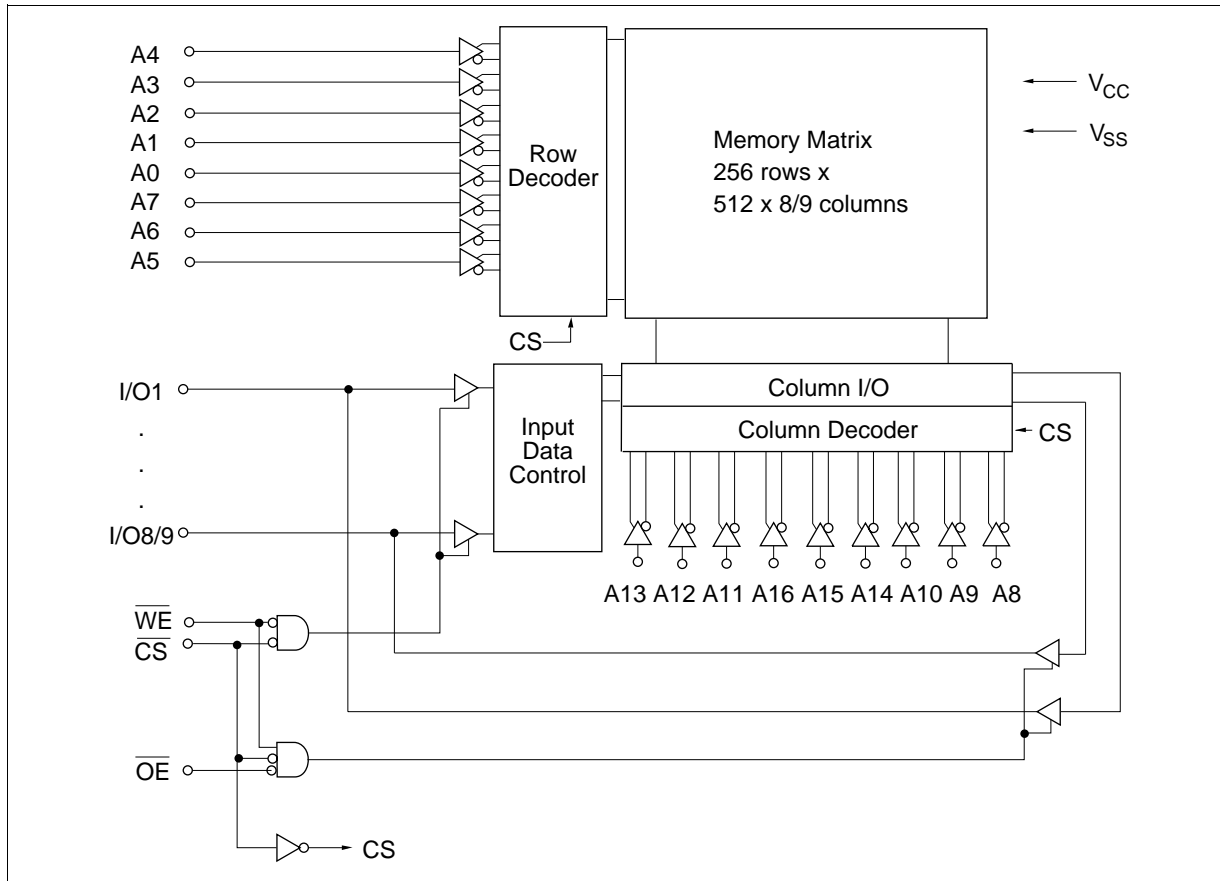 A4
A3
A2
A1
A0
A7
A6
A5
Row
Decoder
CS
Memory Matrix
256 rows x
512 x 8/9 columns
VCC
VSS
I/O1
.
.
.
I/O8/9
Input
Data
Control
Column I/O
Column Decoder
CS
A13 A12 A11 A16 A15 A14 A10 A9 A8
WE
CS
OE
CS